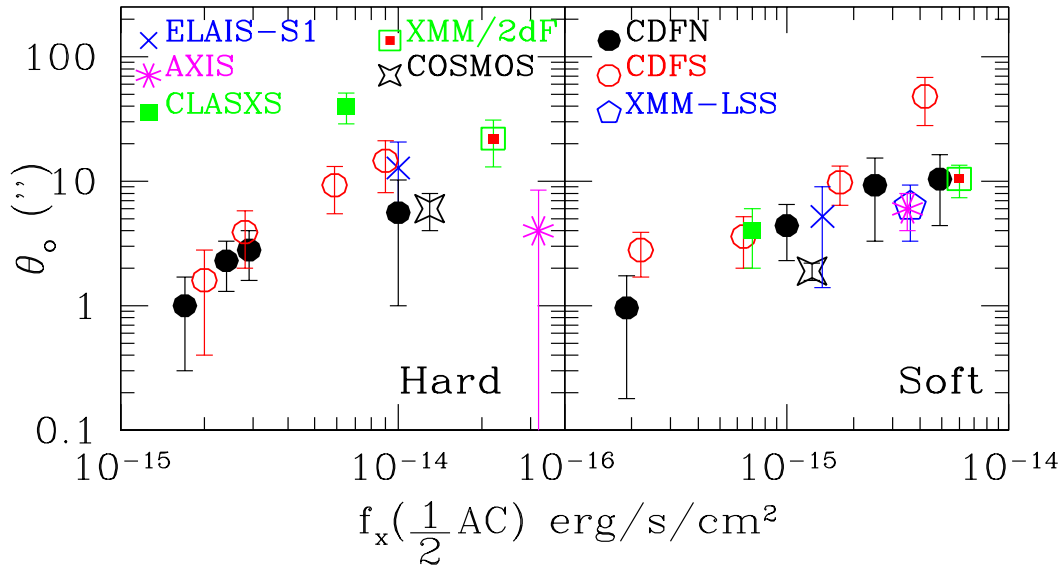 ELAIS-S1 XMM/2dF CDFN
AXIS COSMOS CDFS
CLASXS XMM-LSS
100
10
1
0.1
θₒ (")
Hard Soft
10⁻¹⁵ 10⁻¹⁴ 10⁻¹⁶ 10⁻¹⁵ 10⁻¹⁴
fₓ(1/2 AC) erg/s/cm²